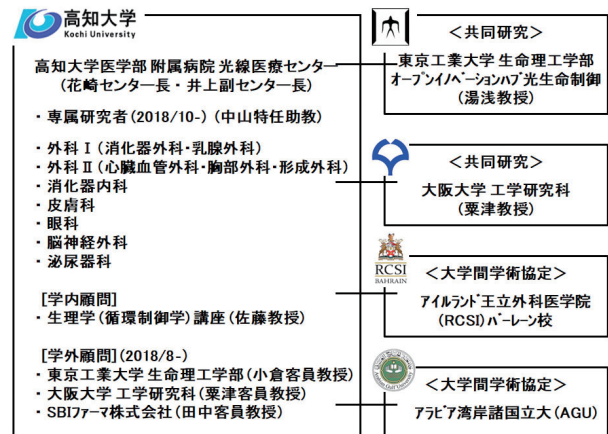 高知大学
Kochi University
高知大学医学部 附属病院 光線医療センター
(花崎センター長・井上副センター長)
・専属研究者(2018/10-) (中山特任助教)
・外科Ⅰ(消化器外科・乳腺外科)
・外科Ⅱ(心臓血管外科・胸部外科・形成外科)
・消化器内科
・皮膚科
・眼科
・脳神経外科
・泌尿器科
[学内顧問]
・生理学(循環制御学)講座(佐藤教授)
[学外顧問](2018/8-)
・東京工業大学 生命理工学部(小倉客員教授)
・大阪大学 工学研究科(粟津客員教授)
・SBIファーマ株式会社(田中客員教授)
＜共同研究＞
東京工業大学 生命理工学部
オープンイノベーションハブ光生命制御
(湯浅教授)
＜共同研究＞
大阪大学 工学研究科
(粟津教授)
RCSI
BAHRAIN
＜大学間学術協定＞
アイルランド王立外科医学院
(RCSI)バーレーン校
＜大学間学術協定＞
アラビア湾岸諸国立大(AGU)